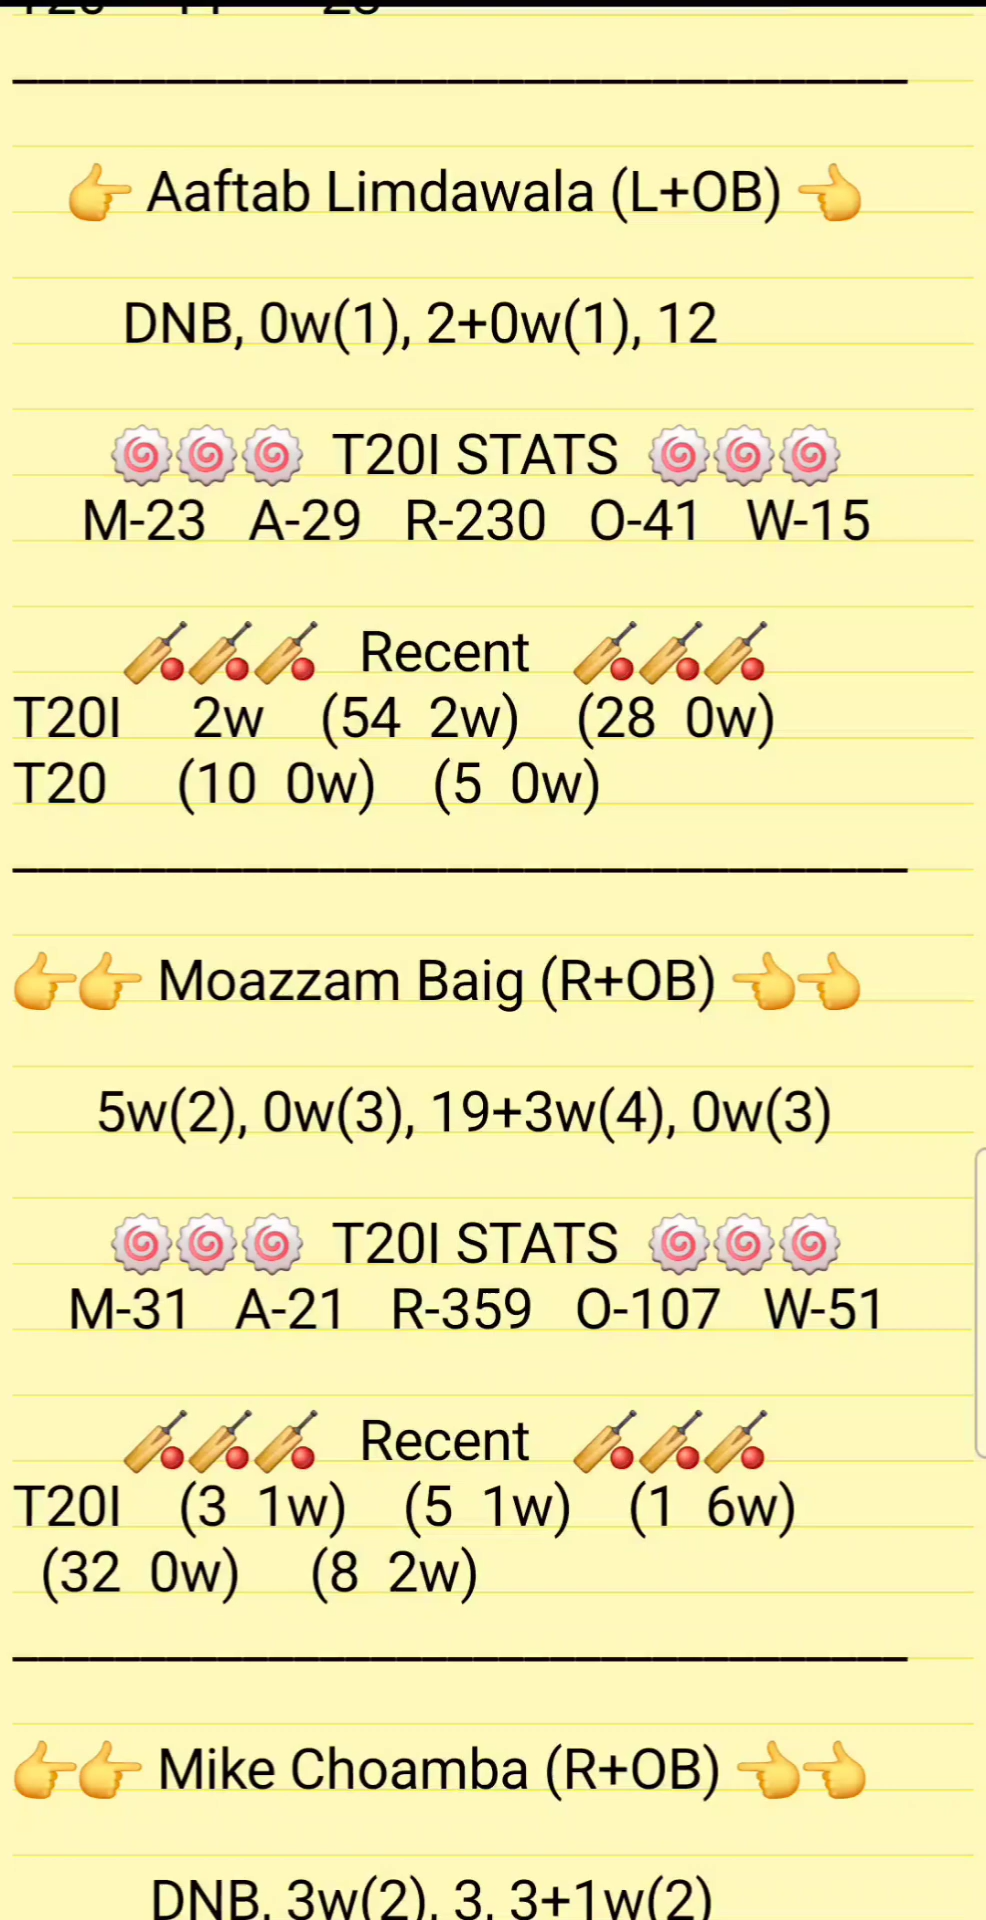 👉 Aaftab Limdawala (L+OB) 👈
DNB, 0w(1), 2+0w(1), 12
🍥🍥🍥 T20I STATS 🍥🍥🍥
M-23 A-29 R-230 O-41 W-15
🏏🏏🏏 Recent 🏏🏏🏏
T20I 2w (54 2w) (28 0w)
T20 (10 0w) (5 0w)
👉👉 Moazzam Baig (R+OB) 👈👈
5w(2), 0w(3), 19+3w(4), 0w(3)
🍥🍥🍥 T20I STATS 🍥🍥🍥
M-31 A-21 R-359 O-107 W-51
🏏🏏🏏 Recent 🏏🏏🏏
T20I (3 1w) (5 1w) (1 6w)
(32 0w) (8 2w)
👉👉 Mike Choamba (R+OB) 👈👈
DNB, 3w(2), 3, 3+1w(2)